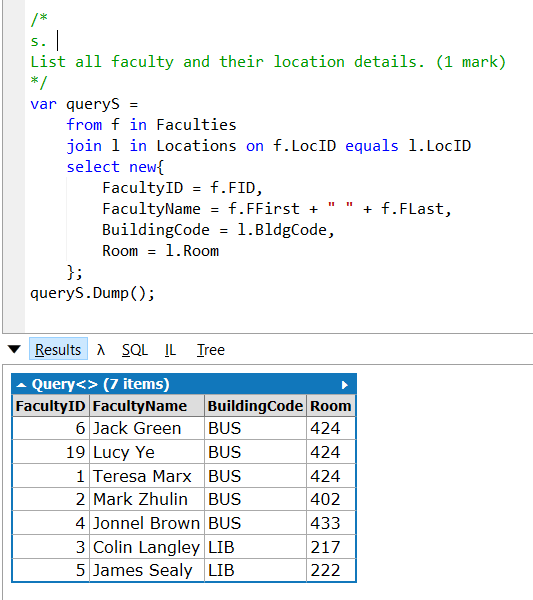 /*
s.
List all faculty and their location details. (1 mark)
*/
var queryS =
from f in Faculties
join l in Locations on f.LocID equals l.LocID
select new{
FacultyID = f.FID,
FacultyName = f.FFirst + " " + f.FLast,
BuildingCode = l.BldgCode,
Room = l.Room
};
queryS.Dump();
Results λ SQL IL Tree
Query<> (7 items)
FacultyID FacultyName BuildingCode Room
6 Jack Green BUS 424
19 Lucy Ye BUS 424
1 Teresa Marx BUS 424
2 Mark Zhulin BUS 402
4 Jonnel Brown BUS 433
3 Colin Langley LIB 217
5 James Sealy LIB 222